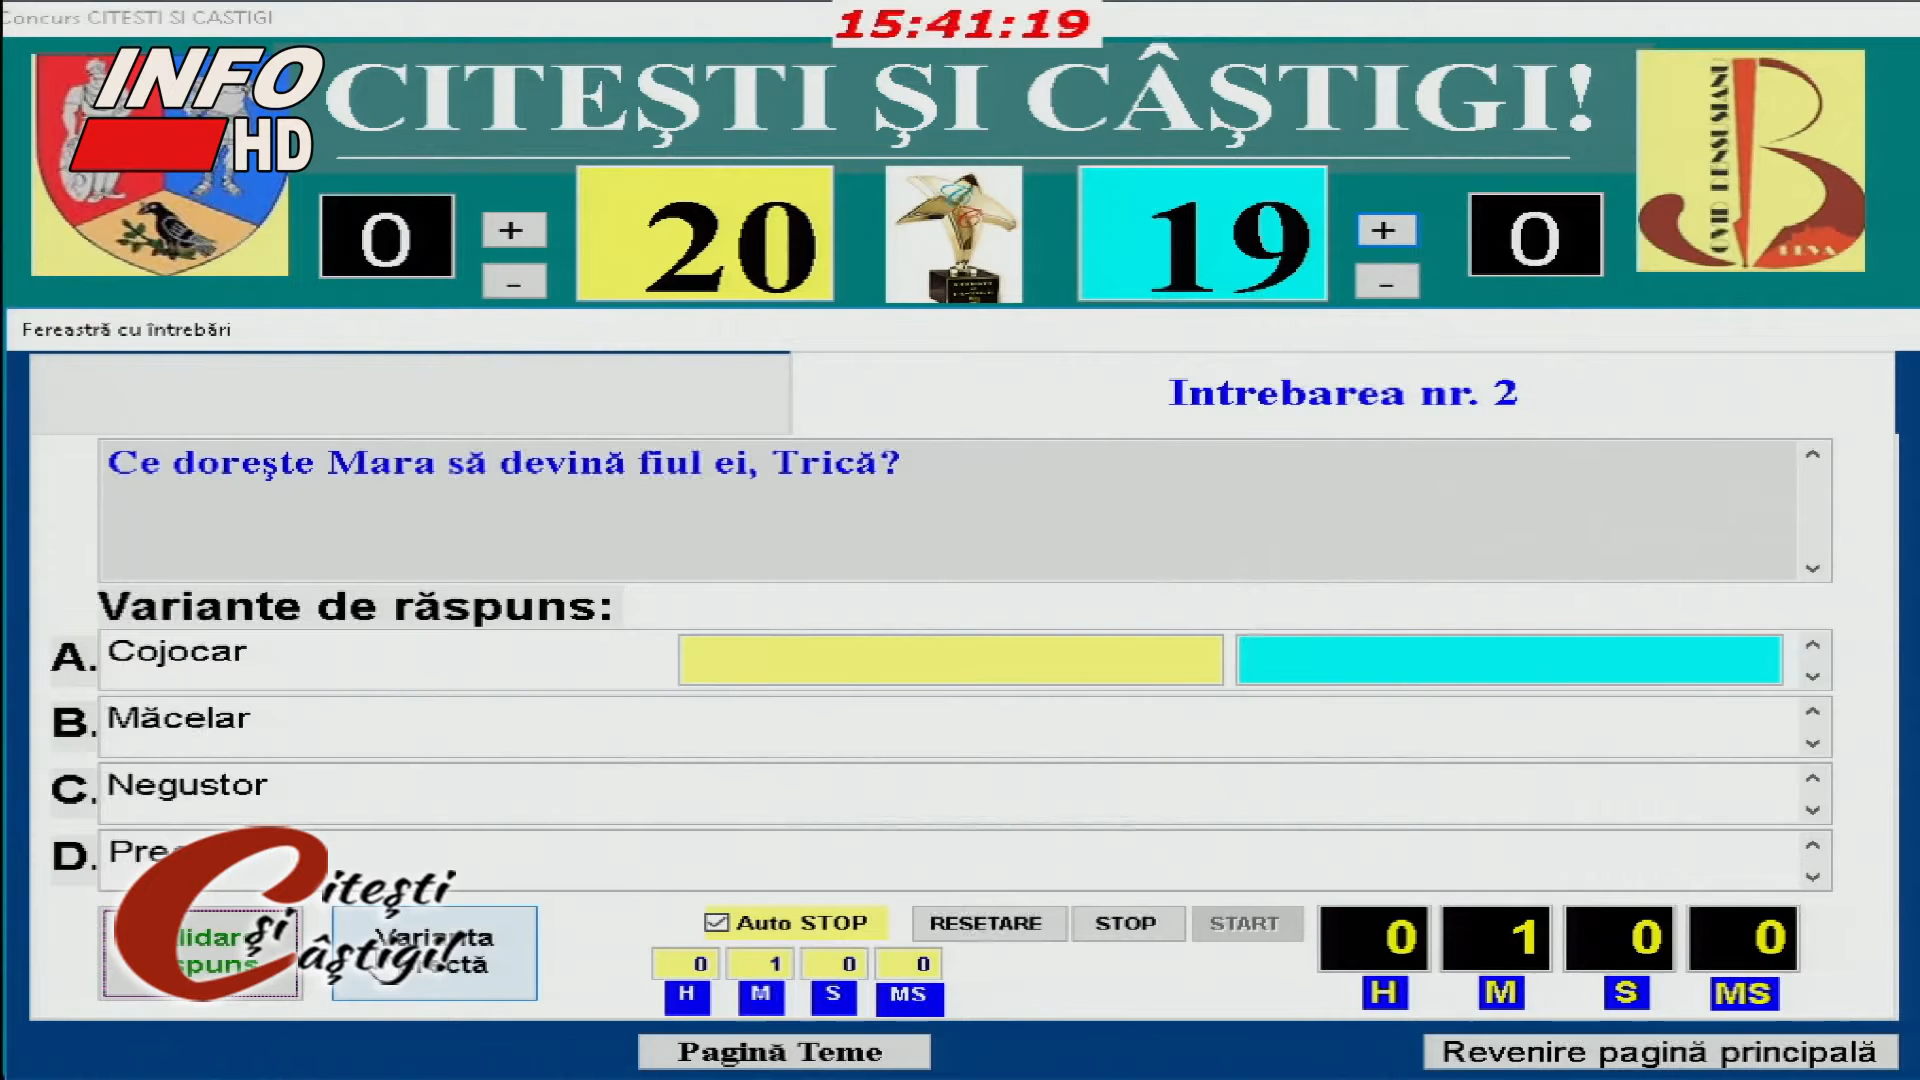 Concurs CITESTI SI CASTIGI
15:41:19
INFO
HD
CITEŞTI ŞI CÂŞTIGI!
OVID DENSUSIANU
DEVA
0
+
-
20
19
+
-
0
Fereastră cu întrebări
Intrebarea nr. 2
Ce doreşte Mara să devină fiul ei, Trică?
Variante de răspuns:
A. Cojocar
B. Măcelar
C. Negustor
D.
Citeşti
şi
Câştigi!
Auto STOP
RESETARE
STOP
START
0 1 0 0
H M S MS
0 1 0 0
H M S MS
Pagină Teme
Revenire pagină principală